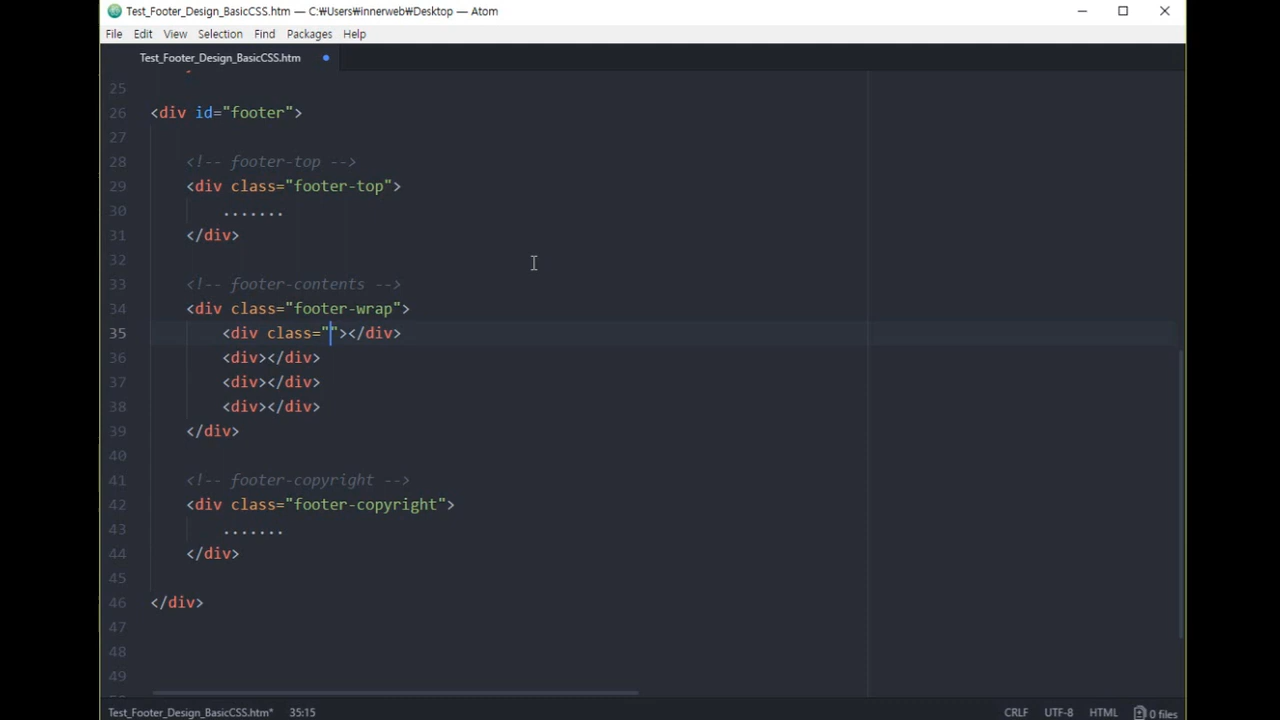 Test_Footer_Design_BasicCSS.htm — C:₩Users₩innerweb₩Desktop — Atom
File Edit View Selection Find Packages Help
Test_Footer_Design_BasicCSS.htm
25
26 <div id="footer">
27
28 <!-- footer-top -->
29 <div class="footer-top">
30 .......
31 </div>
32
33 <!-- footer-contents -->
34 <div class="footer-wrap">
35 <div class=""></div>
36 <div></div>
37 <div></div>
38 <div></div>
39 </div>
40
41 <!-- footer-copyright -->
42 <div class="footer-copyright">
43 .......
44 </div>
45
46 </div>
47
48
49
Test_Footer_Design_BasicCSS.htm* 35:15 CRLF UTF-8 HTML 0 files